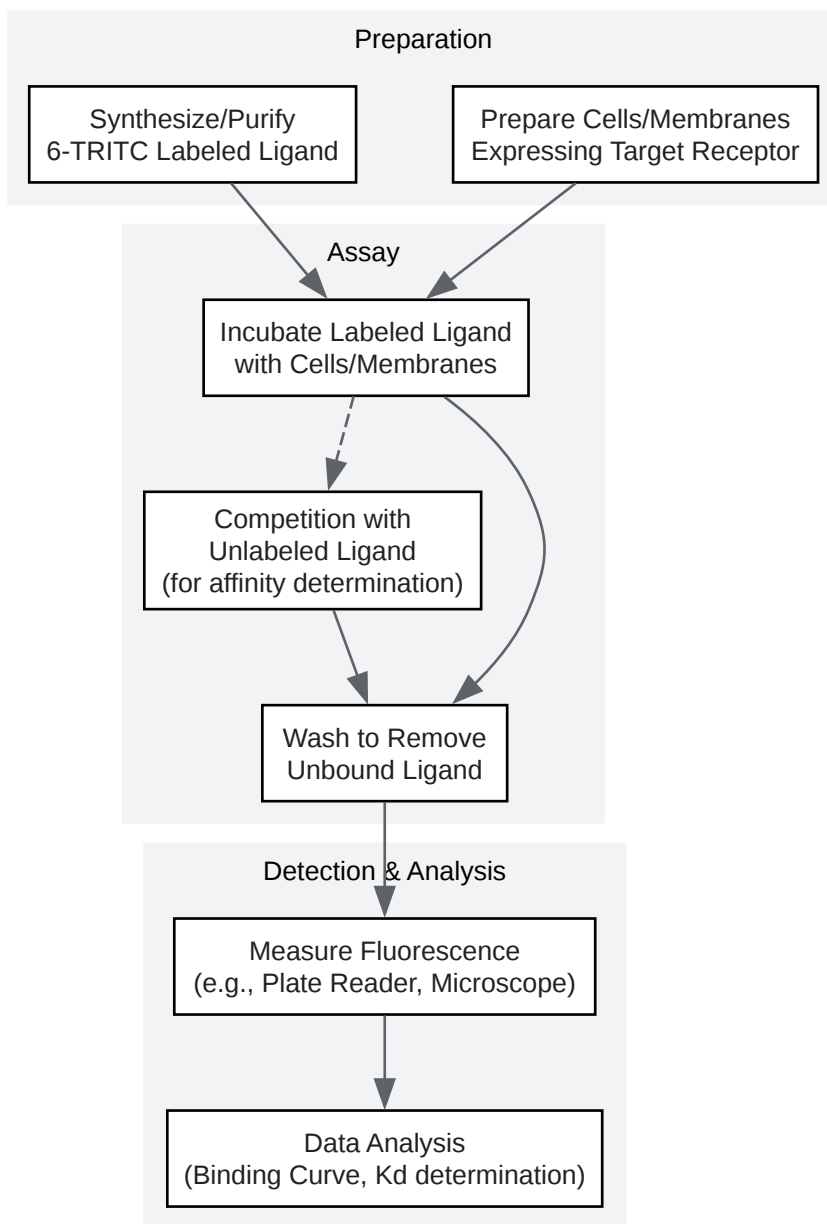 Preparation
Synthesize/Purify
6-TRITC Labeled Ligand
Prepare Cells/Membranes
Expressing Target Receptor
Assay
Incubate Labeled Ligand
with Cells/Membranes
Competition with
Unlabeled Ligand
(for affinity determination)
Wash to Remove
Unbound Ligand
Detection & Analysis
Measure Fluorescence
(e.g., Plate Reader, Microscope)
Data Analysis
(Binding Curve, Kd determination)